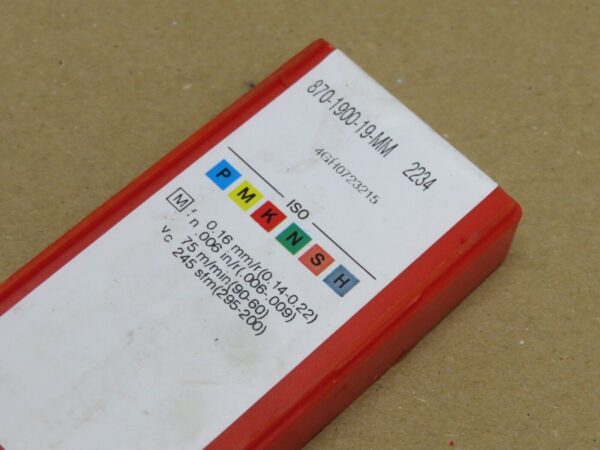 870-1900-19-MM 2234
4GH0723215
ISO
P M K N S H
M fn 0.16 mm/r(0.14-0.22)
.006 in/r(.006-.009)
vc 75 m/min(90-60)
245 sfm(295-200)